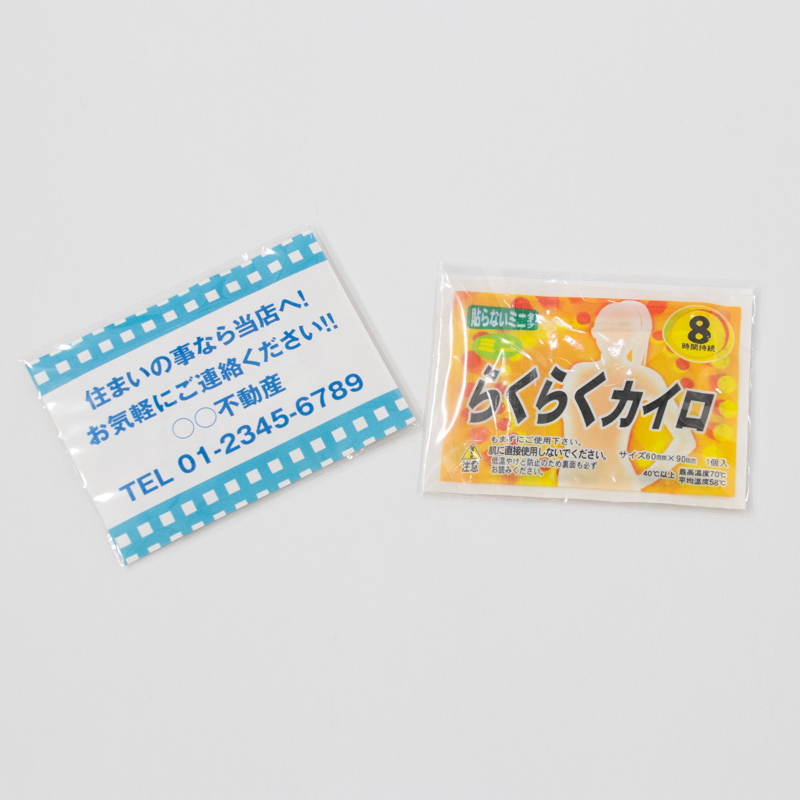 住まいの事なら当店へ!
お気軽にご連絡ください!!
○○不動産
TEL 01-2345-6789
貼らないミニタイプ
ミニ
8
時間持続
らくらくカイロ
もまずにご使用下さい。
肌に直接使用しないでください。
低温やけど防止のため裏面も必ず
お読みください。
注意
サイズ60mm×90mm 1個入
40℃以上 最高温度70℃
平均温度58℃